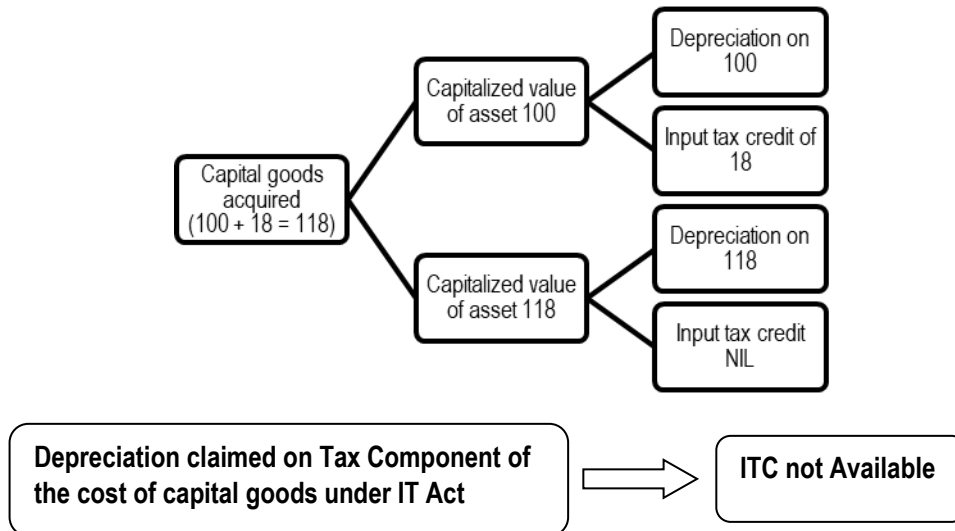 Capital goods
acquired
(100 + 18 = 118)
Capitalized value
of asset 100
Depreciation on
100
Input tax credit of
18
Capitalized value
of asset 118
Depreciation on
118
Input tax credit
NIL
Depreciation claimed on Tax Component of
the cost of capital goods under IT Act
ITC not Available